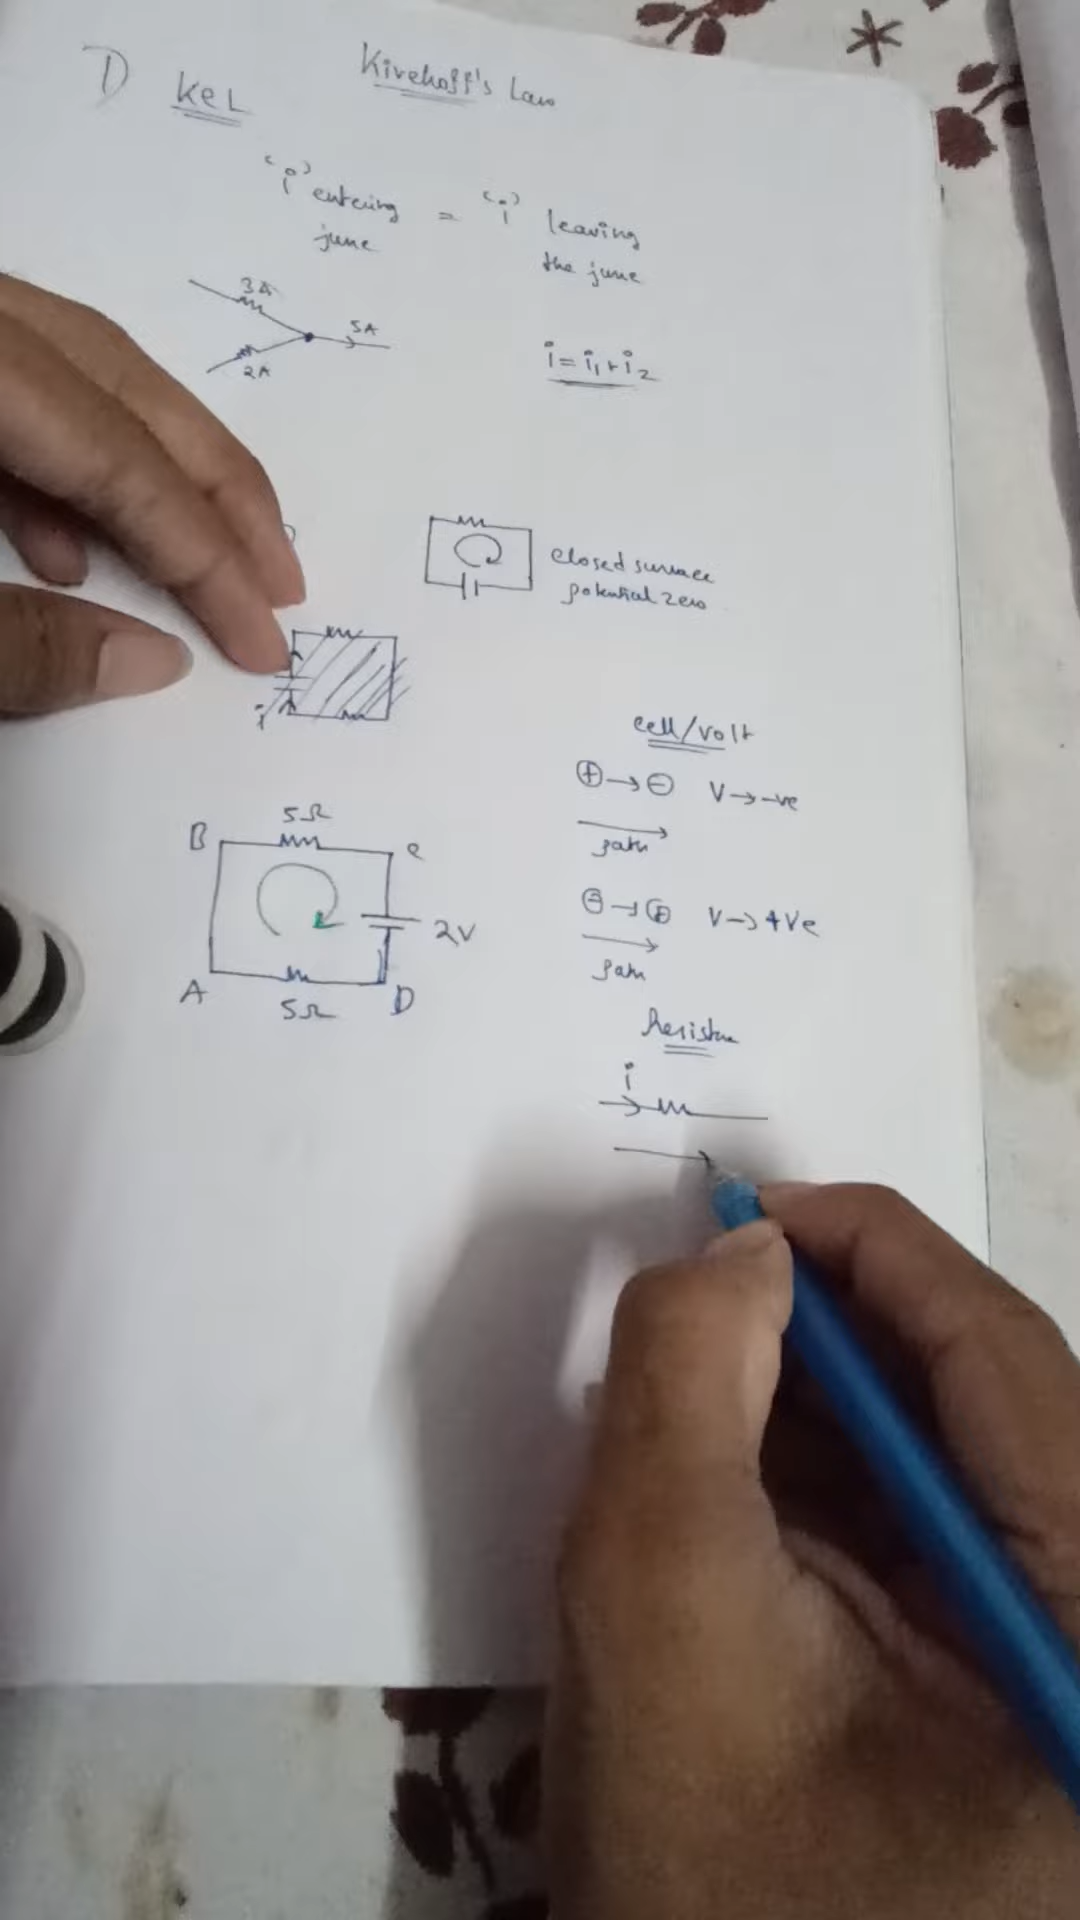 1) KCL
Kirchoff's Law
"i" entering = "i" leaving
junc
the junc
3A
5A
2A
i = i₁ + i₂
closed surface
potential zero
i
cell/volt
⊕→⊖ V→-ve
path
⊖→⊕ V→+ve
path
5Ω
B
C
2V
A
5Ω
D
Resistor
i